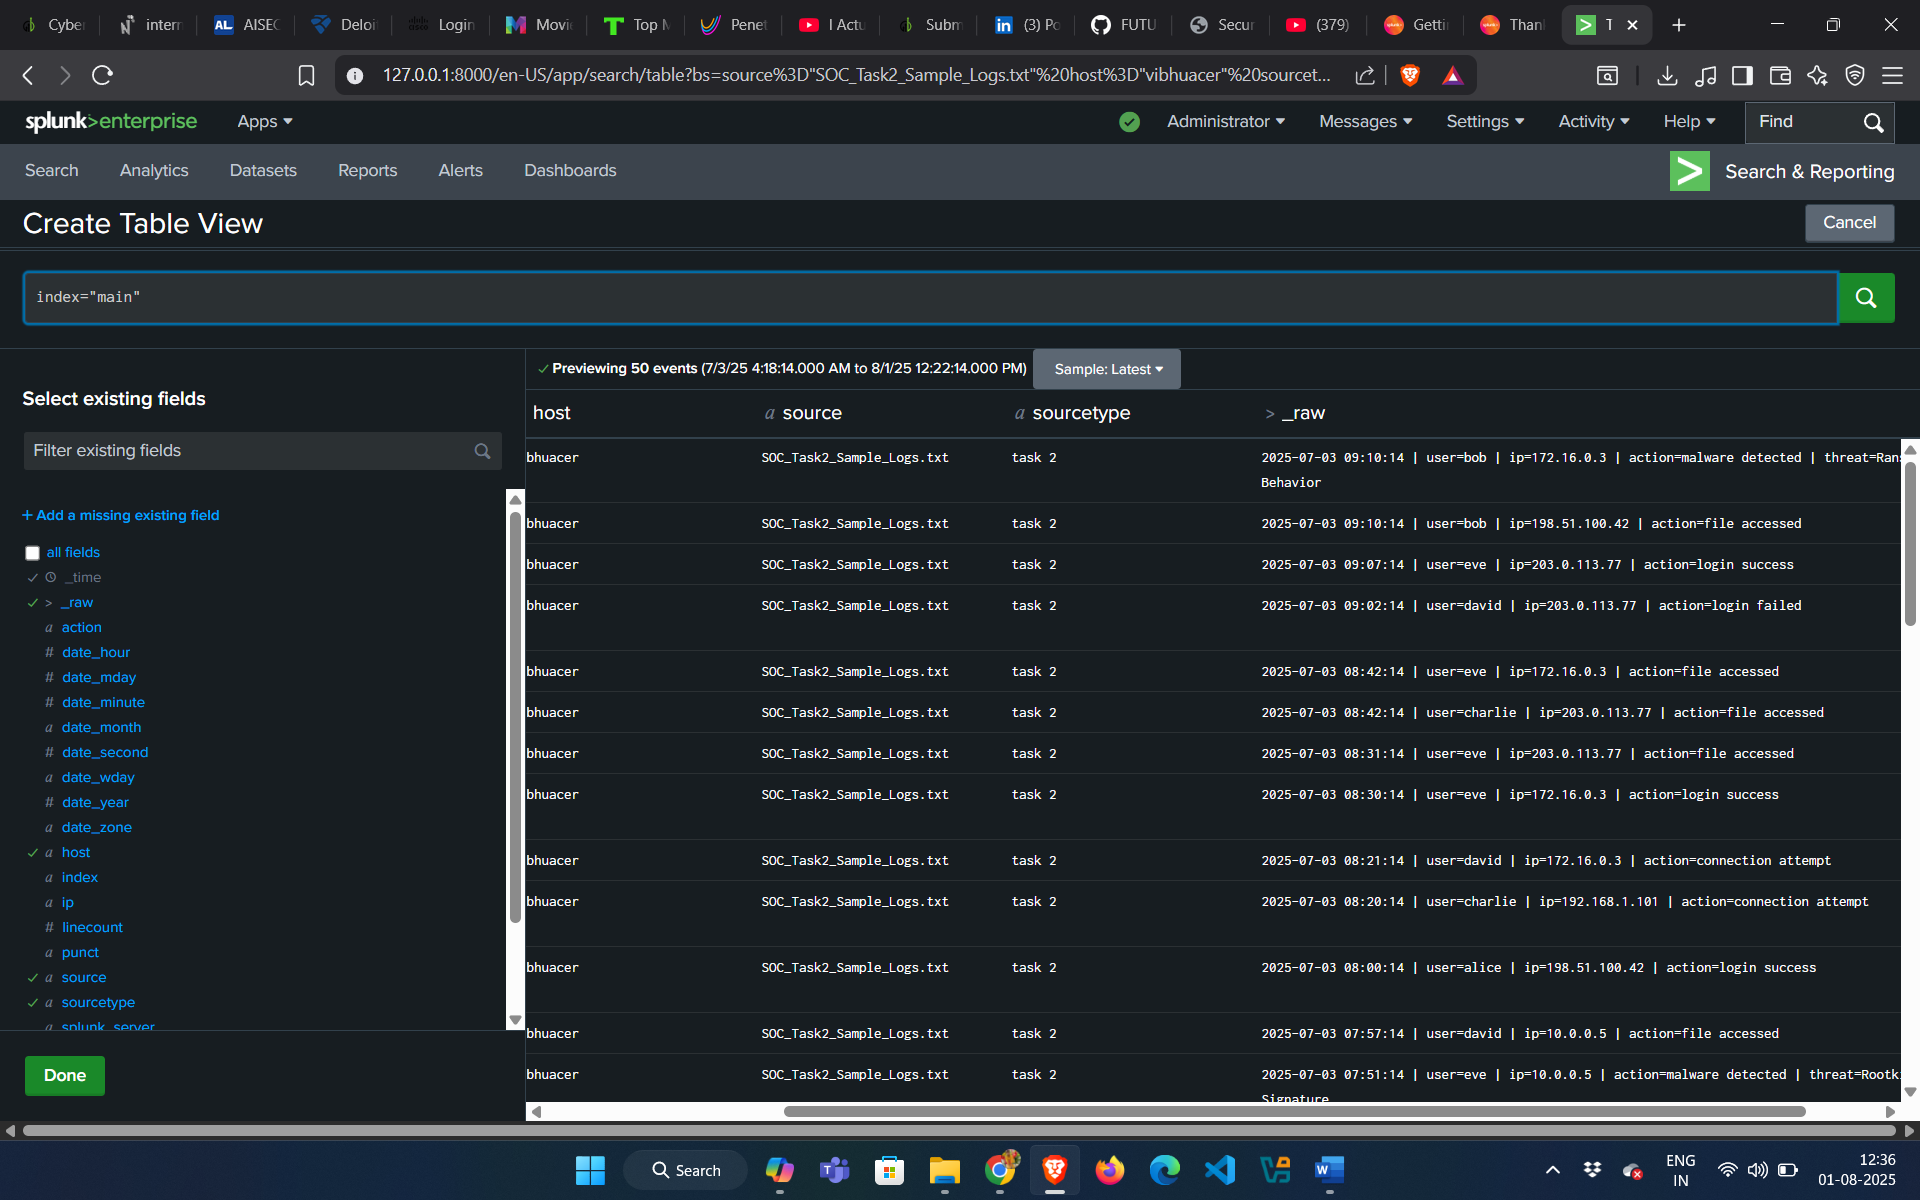 Cyber
intern
AISEC
Deloi
Login
Movi
Top M
Penet
I Actu
Subm
(3) Po
FUTU
Secur
(379)
Getti
Than
T
127.0.0.1:8000/en-US/app/search/table?bs=source%3D"SOC_Task2_Sample_Logs.txt"%20host%3D"vibhuacer"%20sourcet...
splunk>enterprise Apps Administrator Messages Settings Activity Help Find
Search Analytics Datasets Reports Alerts Dashboards Search & Reporting
Create Table View Cancel
index="main"
✓ Previewing 50 events (7/3/25 4:18:14.000 AM to 8/1/25 12:22:14.000 PM) Sample: Latest
Select existing fields
Filter existing fields
+ Add a missing existing field
all fields
_time
> _raw
a action
# date_hour
# date_mday
# date_minute
a date_month
# date_second
a date_wday
# date_year
a date_zone
a host
a index
a ip
# linecount
a punct
a source
a sourcetype
a splunk_server
Done
host a source a sourcetype > _raw
bhuacer SOC_Task2_Sample_Logs.txt task 2 2025-07-03 09:10:14 | user=bob | ip=172.16.0.3 | action=malware detected | threat=Rans
Behavior
bhuacer SOC_Task2_Sample_Logs.txt task 2 2025-07-03 09:10:14 | user=bob | ip=198.51.100.42 | action=file accessed
bhuacer SOC_Task2_Sample_Logs.txt task 2 2025-07-03 09:07:14 | user=eve | ip=203.0.113.77 | action=login success
bhuacer SOC_Task2_Sample_Logs.txt task 2 2025-07-03 09:02:14 | user=david | ip=203.0.113.77 | action=login failed
bhuacer SOC_Task2_Sample_Logs.txt task 2 2025-07-03 08:42:14 | user=eve | ip=172.16.0.3 | action=file accessed
bhuacer SOC_Task2_Sample_Logs.txt task 2 2025-07-03 08:42:14 | user=charlie | ip=203.0.113.77 | action=file accessed
bhuacer SOC_Task2_Sample_Logs.txt task 2 2025-07-03 08:31:14 | user=eve | ip=203.0.113.77 | action=file accessed
bhuacer SOC_Task2_Sample_Logs.txt task 2 2025-07-03 08:30:14 | user=eve | ip=172.16.0.3 | action=login success
bhuacer SOC_Task2_Sample_Logs.txt task 2 2025-07-03 08:21:14 | user=david | ip=172.16.0.3 | action=connection attempt
bhuacer SOC_Task2_Sample_Logs.txt task 2 2025-07-03 08:20:14 | user=charlie | ip=192.168.1.101 | action=connection attempt
bhuacer SOC_Task2_Sample_Logs.txt task 2 2025-07-03 08:00:14 | user=alice | ip=198.51.100.42 | action=login success
bhuacer SOC_Task2_Sample_Logs.txt task 2 2025-07-03 07:57:14 | user=david | ip=10.0.0.5 | action=file accessed
bhuacer SOC_Task2_Sample_Logs.txt task 2 2025-07-03 07:51:14 | user=eve | ip=10.0.0.5 | action=malware detected | threat=Rootki
Signature
Search
ENG
IN
12:36
01-08-2025